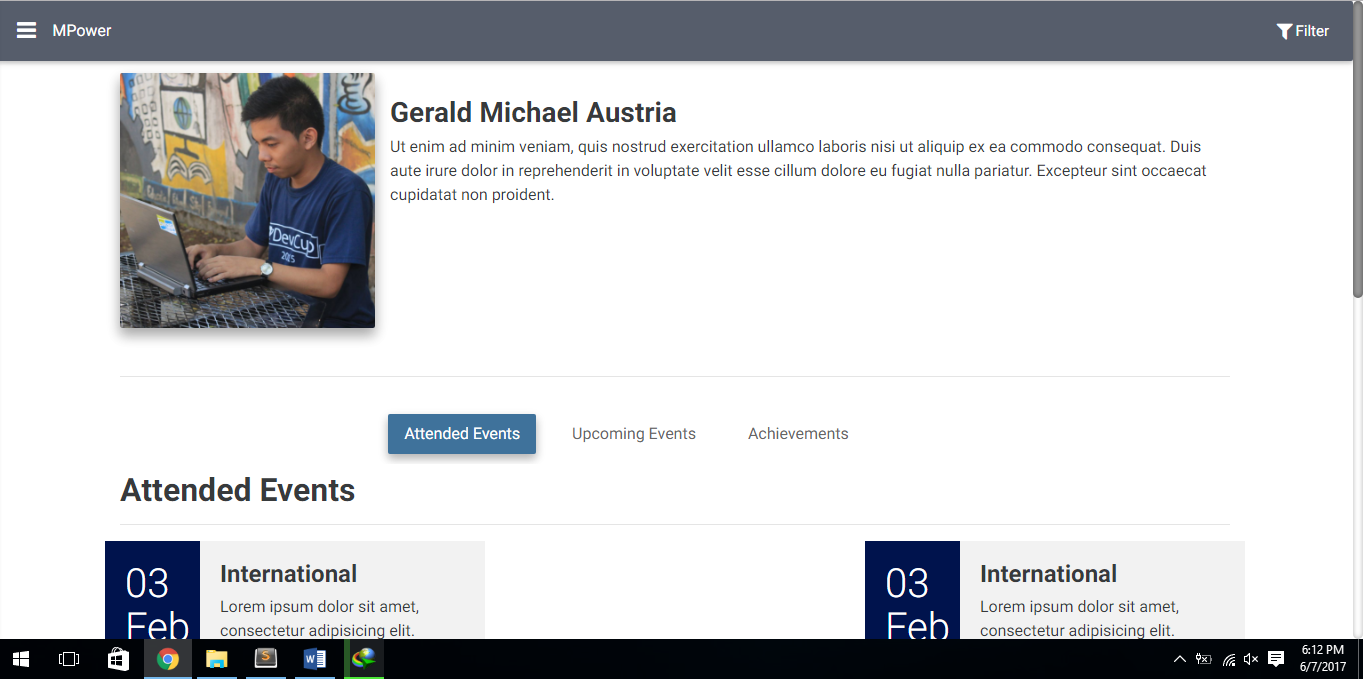 MPower
Filter
Gerald Michael Austria
Ut enim ad minim veniam, quis nostrud exercitation ullamco laboris nisi ut aliquip ex ea commodo consequat. Duis
aute irure dolor in reprehenderit in voluptate velit esse cillum dolore eu fugiat nulla pariatur. Excepteur sint occaecat
cupidatat non proident.
DevCup
2015
Attended Events
Upcoming Events
Achievements
Attended Events
03
Feb
International
Lorem ipsum dolor sit amet,
consectetur adipisicing elit.
03
Feb
International
Lorem ipsum dolor sit amet,
consectetur adipisicing elit.
6:12 PM
6/7/2017